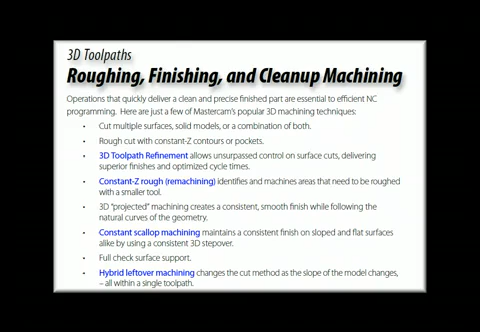 3D Toolpaths
Roughing, Finishing, and Cleanup Machining
Operations that quickly deliver a clean and precise finished part are essential to efficient NC
programming. Here are just a few of Mastercam's popular 3D machining techniques:
• Cut multiple surfaces, solid models, or a combination of both.
• Rough cut with constant-Z contours or pockets.
• 3D Toolpath Refinement allows unsurpassed control on surface cuts, delivering
superior finishes and optimized cycle times.
• Constant-Z rough (remachining) identifies and machines areas that need to be roughed
with a smaller tool.
• 3D "projected" machining creates a consistent, smooth finish while following the
natural curves of the geometry.
• Constant scallop machining maintains a consistent finish on sloped and flat surfaces
alike by using a consistent 3D stepover.
• Full check surface support.
• Hybrid leftover machining changes the cut method as the slope of the model changes,
– all within a single toolpath.